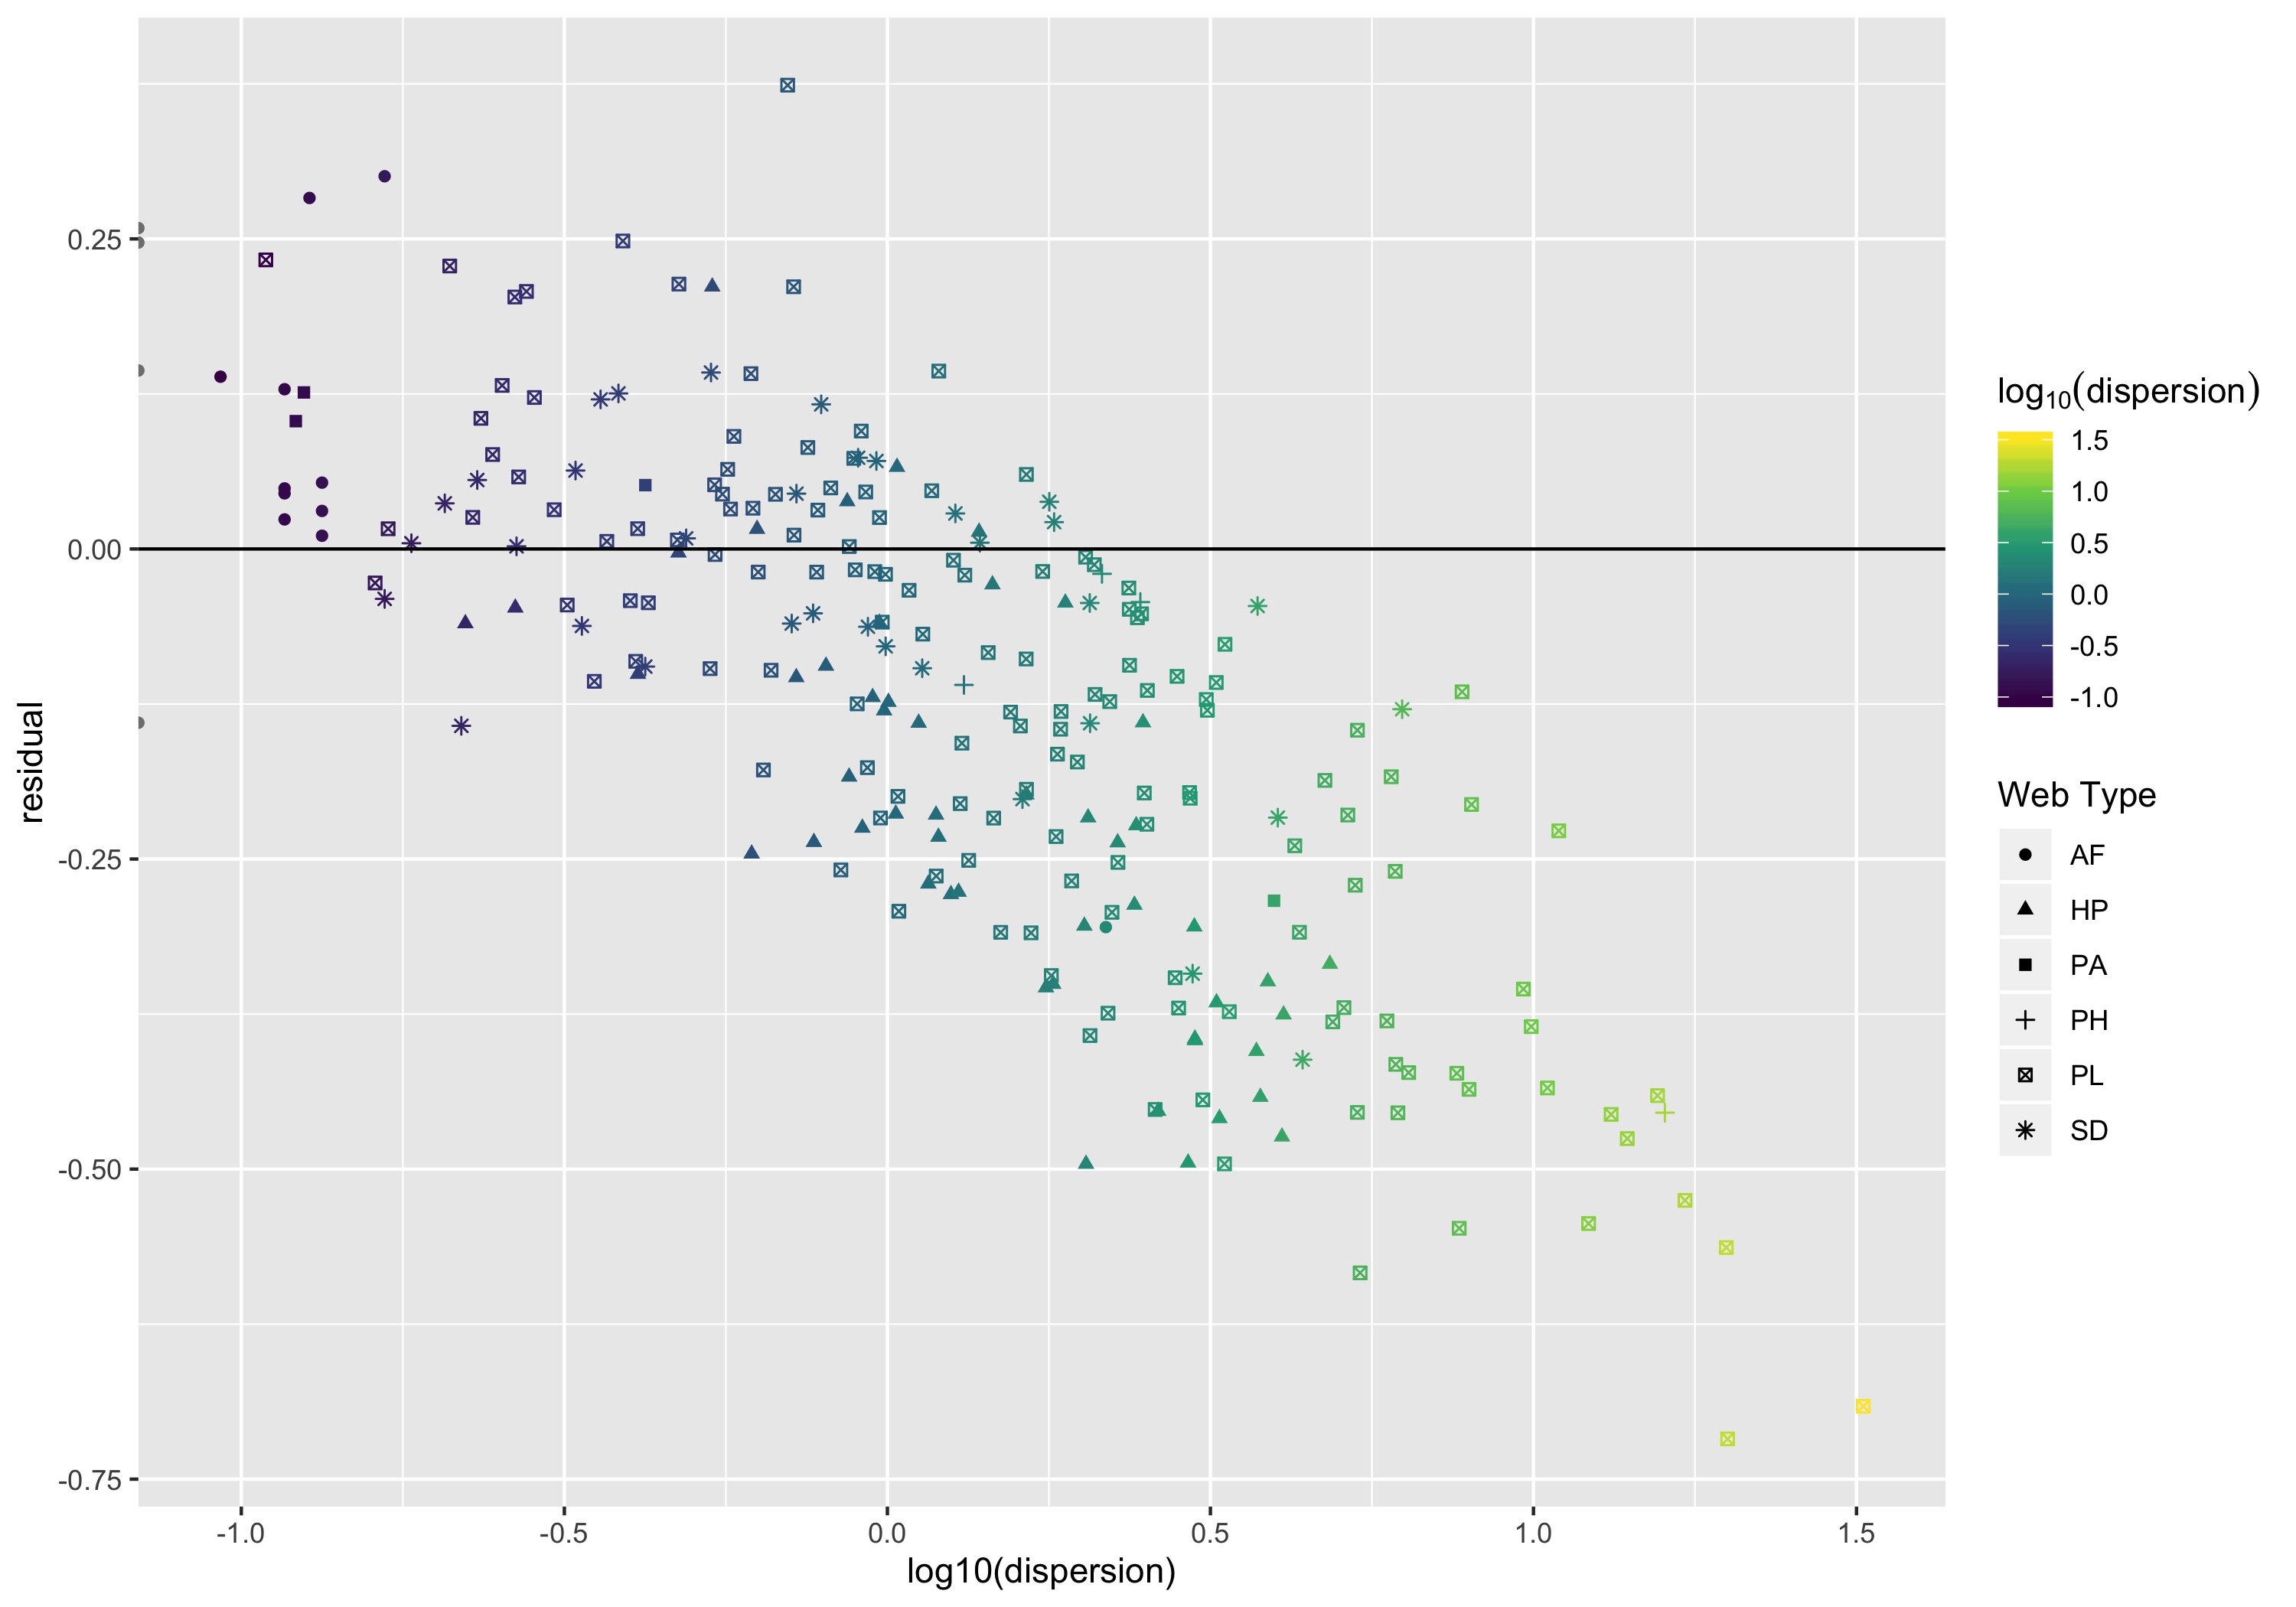 residual
0.25
0.00
-0.25
-0.50
-0.75
-1.0
-0.5
0.0
0.5
1.0
1.5
log10(dispersion)
log₁₀(dispersion)
1.5
1.0
0.5
0.0
-0.5
-1.0
Web Type
AF
HP
PA
PH
PL
SD